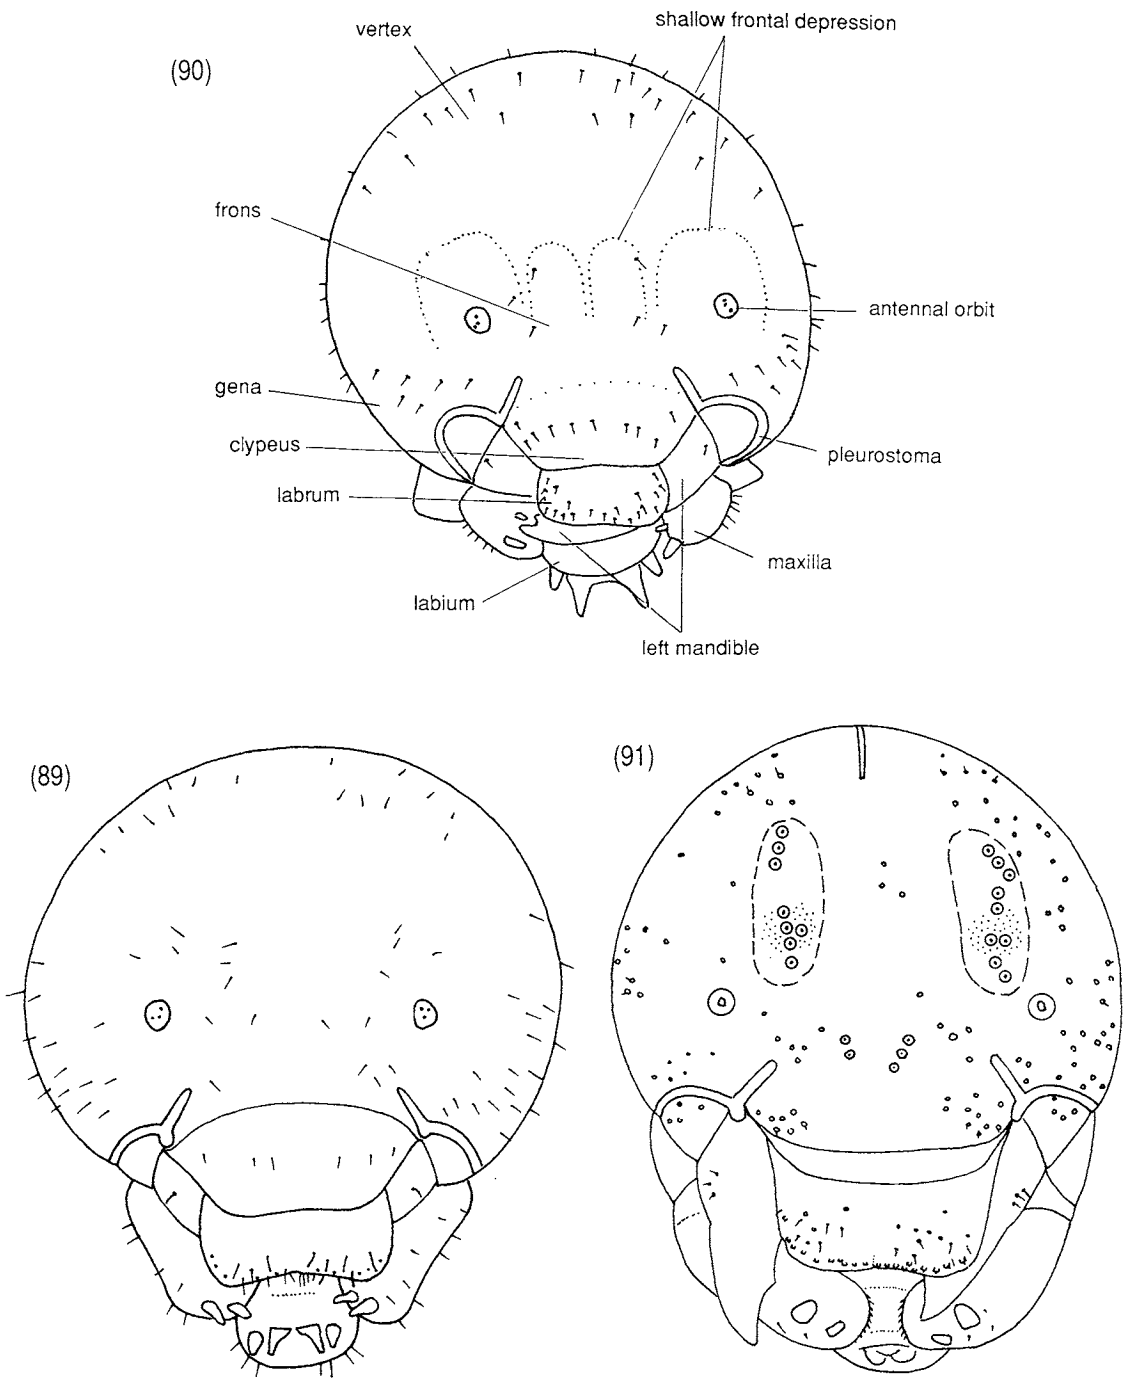 shallow frontal depression
vertex
(90)
frons
antennal orbit
gena
clypeus
pleurostoma
labrum
maxilla
labium
left mandible
(89)
(91)